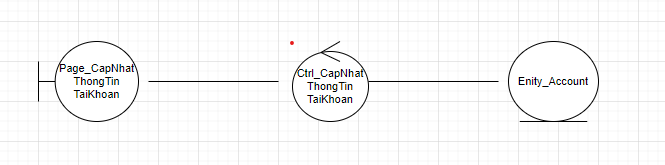 Page_CapNhat
ThongTin
TaiKhoan
Ctrl_CapNhat
ThongTin
TaiKhoan
Enity_Account